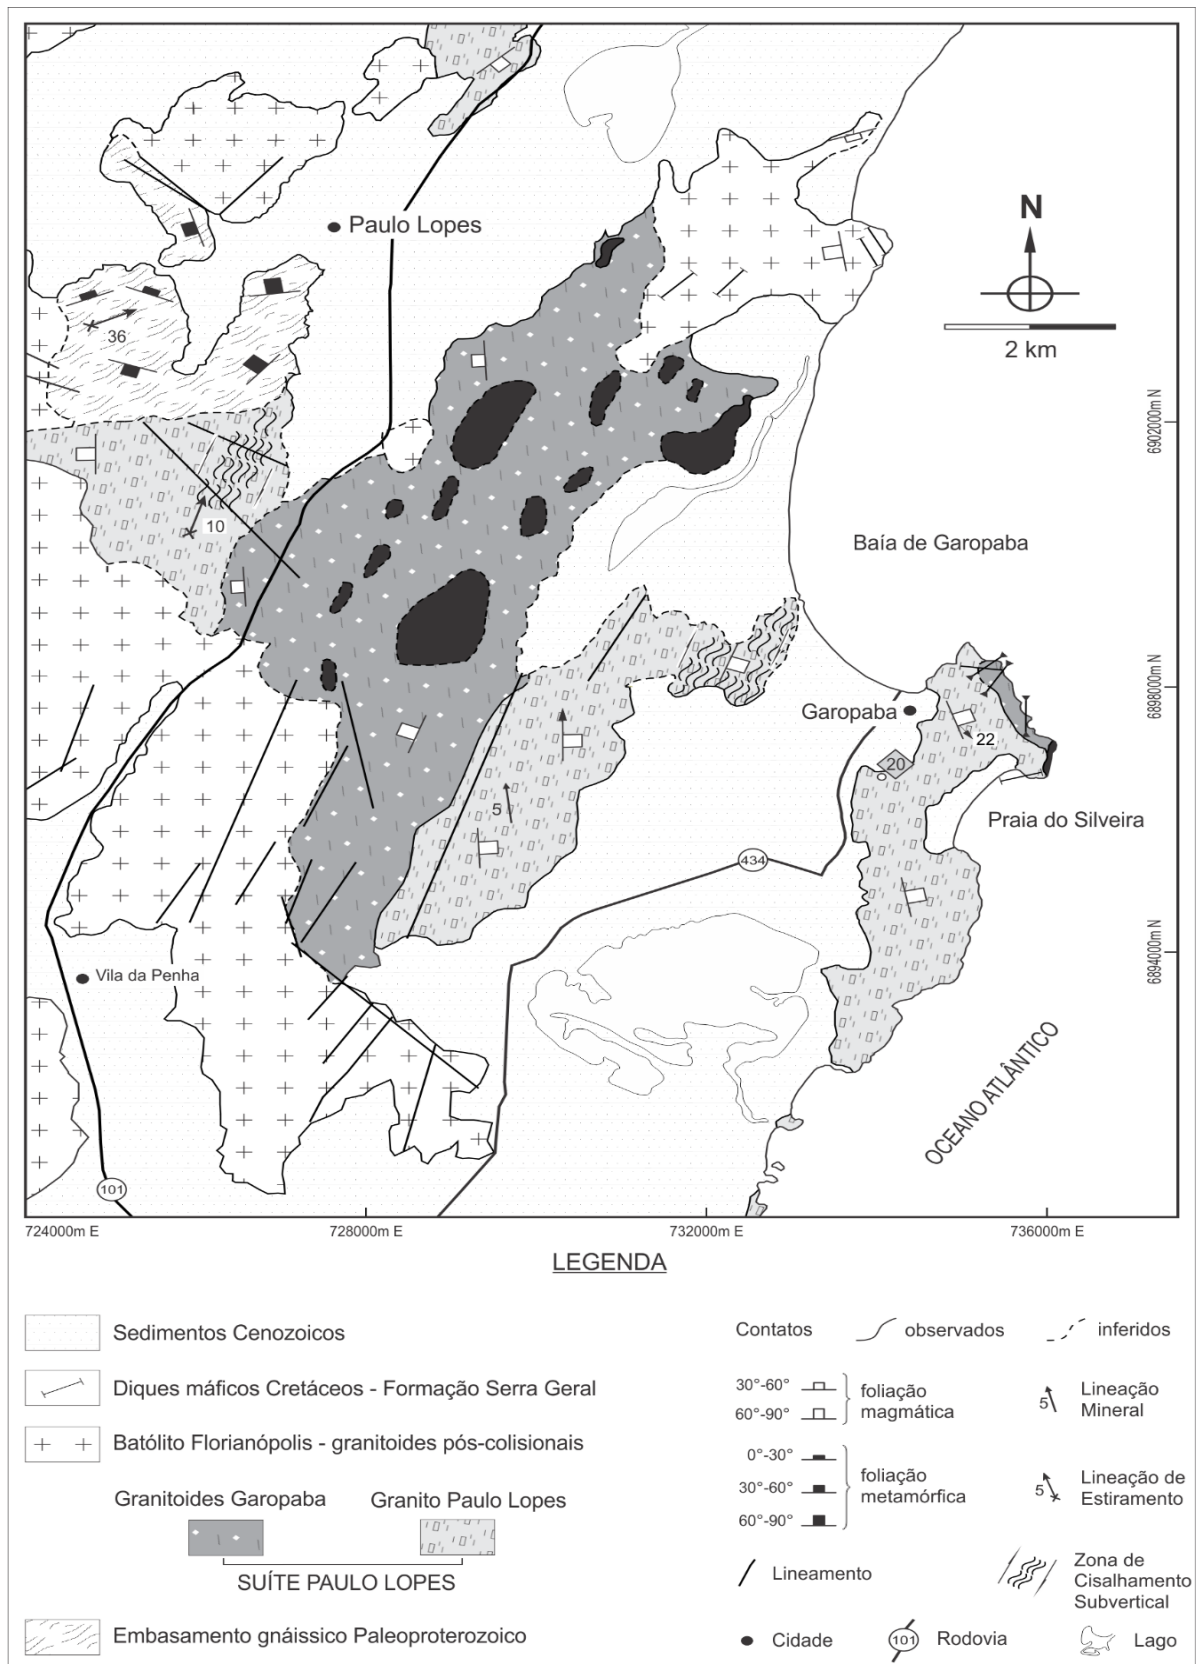 Paulo Lopes
N
2 km
36
10
6902000m N
Baía de Garopaba
6898000m N
Garopaba
22
20
5
Praia do Silveira
434
6894000m N
Vila da Penha
OCEANO ATLÂNTICO
101
724000m E
728000m E
732000m E
736000m E
LEGENDA
Sedimentos Cenozoicos
Diques máficos Cretáceos - Formação Serra Geral
Batólito Florianópolis - granitoides pós-colisionais
Granitoides Garopaba
Granito Paulo Lopes
SUÍTE PAULO LOPES
Embasamento gnáissico Paleoproterozoico
Contatos
observados
inferidos
30°-60°
60°-90°
foliação
magmática
5
Lineação
Mineral
0°-30°
30°-60°
60°-90°
foliação
metamórfica
5
Lineação de
Estiramento
Lineamento
Zona de
Cisalhamento
Subvertical
Cidade
101
Rodovia
Lago